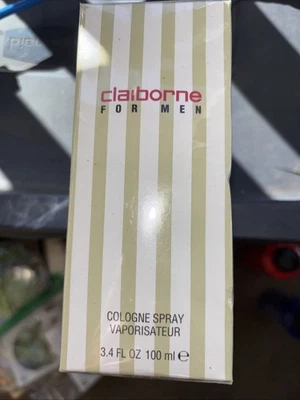 claiborne
FOR MEN
COLOGNE SPRAY
VAPORISATEUR
3.4 FL OZ 100 ml ℮